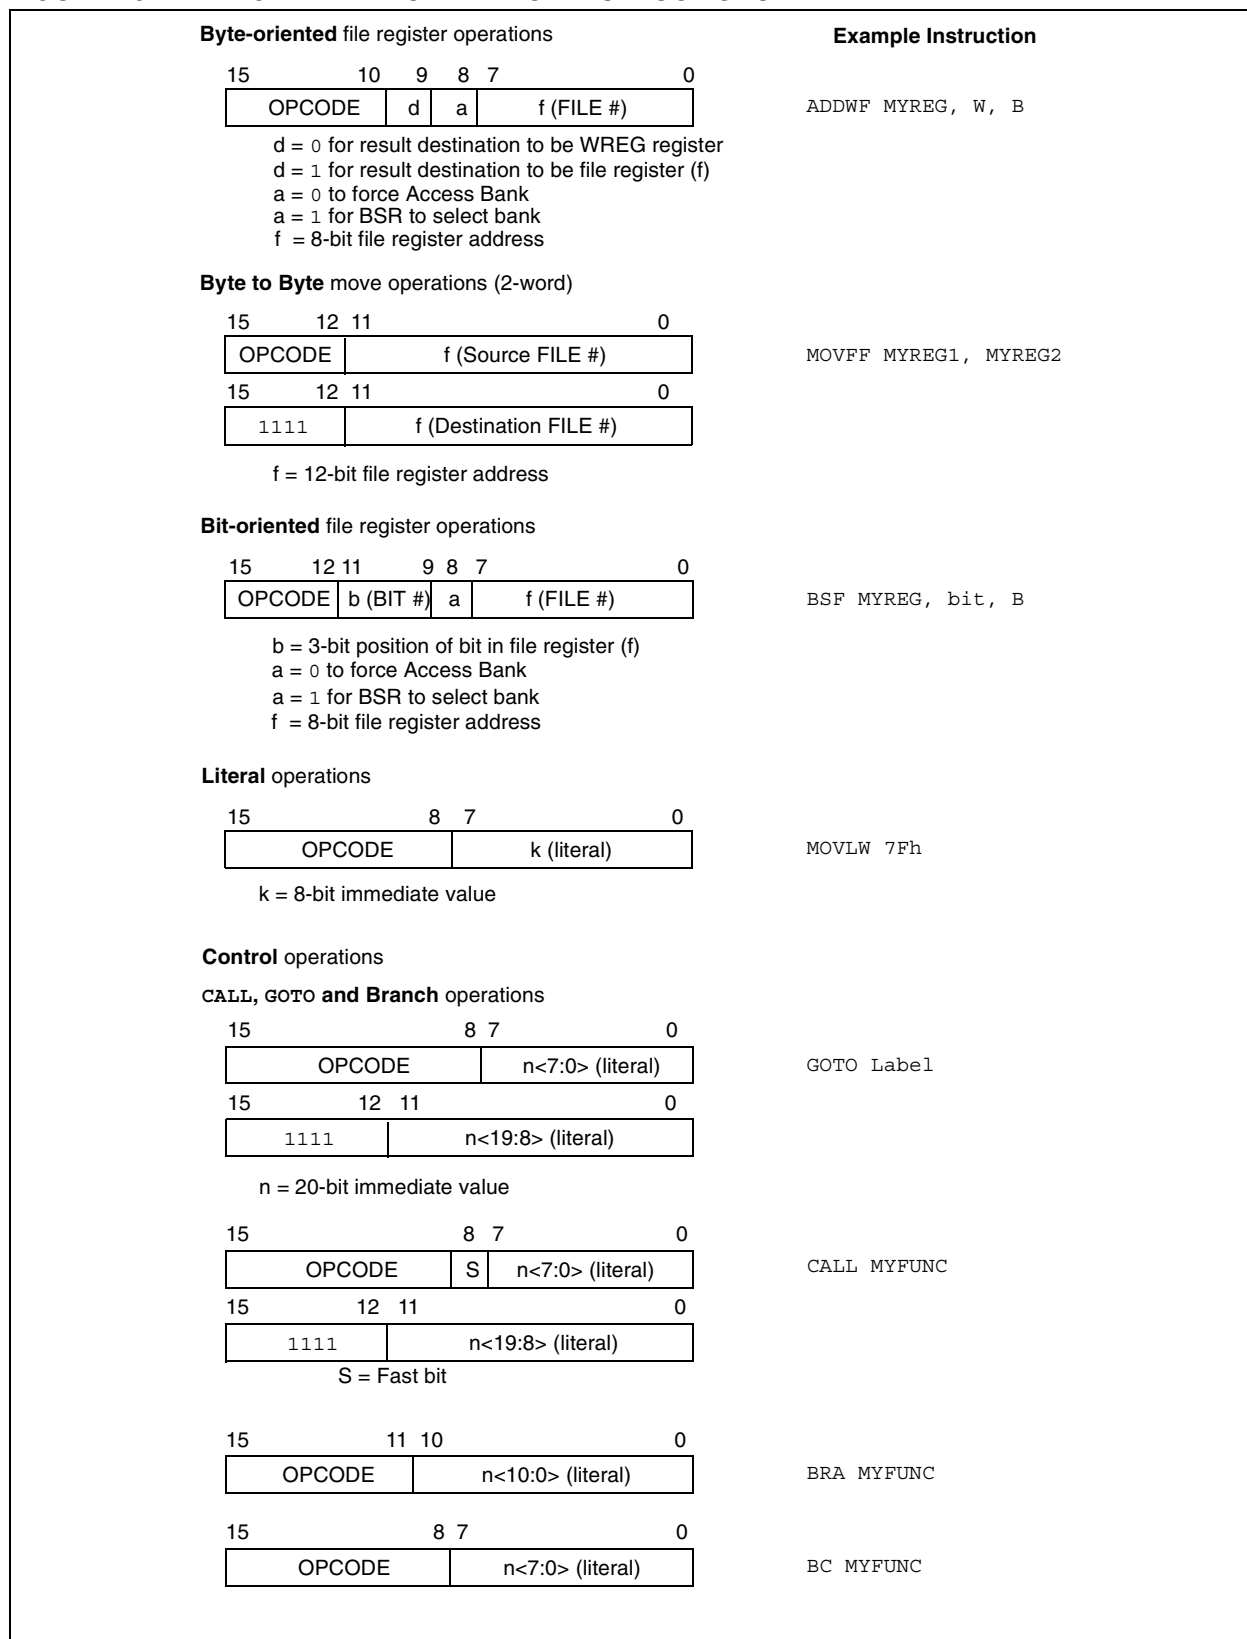 Byte-oriented file register operations Example Instruction
15 10 9 8 7 0
OPCODE d a f (FILE #) ADDWF MYREG, W, B
d = 0 for result destination to be WREG register
d = 1 for result destination to be file register (f)
a = 0 to force Access Bank
a = 1 for BSR to select bank
f = 8-bit file register address
Byte to Byte move operations (2-word)
15 12 11 0
OPCODE f (Source FILE #) MOVFF MYREG1, MYREG2
15 12 11 0
1111 f (Destination FILE #)
f = 12-bit file register address
Bit-oriented file register operations
15 12 11 9 8 7 0
OPCODE b (BIT #) a f (FILE #) BSF MYREG, bit, B
b = 3-bit position of bit in file register (f)
a = 0 to force Access Bank
a = 1 for BSR to select bank
f = 8-bit file register address
Literal operations
15 8 7 0
OPCODE k (literal) MOVLW 7Fh
k = 8-bit immediate value
Control operations
CALL, GOTO and Branch operations
15 8 7 0
OPCODE n<7:0> (literal) GOTO Label
15 12 11 0
1111 n<19:8> (literal)
n = 20-bit immediate value
15 8 7 0
OPCODE S n<7:0> (literal) CALL MYFUNC
15 12 11 0
1111 n<19:8> (literal)
S = Fast bit
15 11 10 0
OPCODE n<10:0> (literal) BRA MYFUNC
15 8 7 0
OPCODE n<7:0> (literal) BC MYFUNC